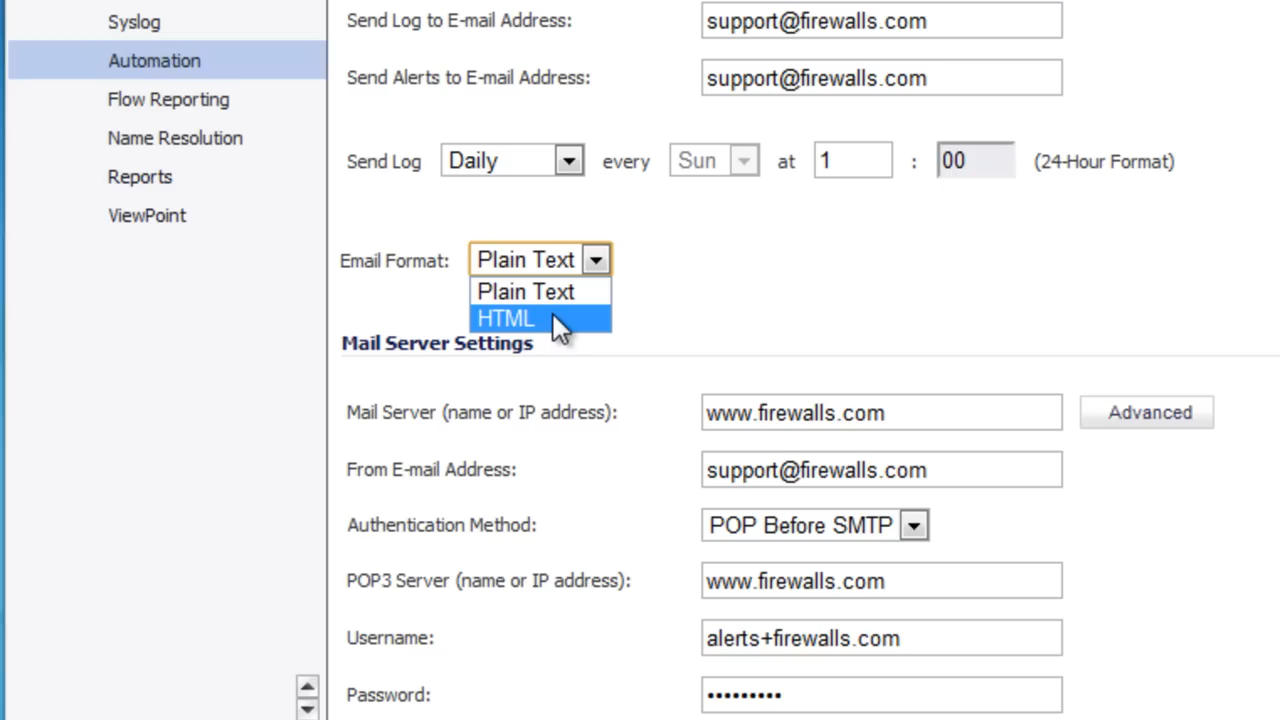 Syslog
Automation
Flow Reporting
Name Resolution
Reports
ViewPoint
Send Log to E-mail Address: support@firewalls.com
Send Alerts to E-mail Address: support@firewalls.com
Send Log Daily every Sun at 1 : 00 (24-Hour Format)
Email Format: Plain Text
Plain Text
HTML
Mail Server Settings
Mail Server (name or IP address): www.firewalls.com Advanced
From E-mail Address: support@firewalls.com
Authentication Method: POP Before SMTP
POP3 Server (name or IP address): www.firewalls.com
Username: alerts+firewalls.com
Password: •••••••••